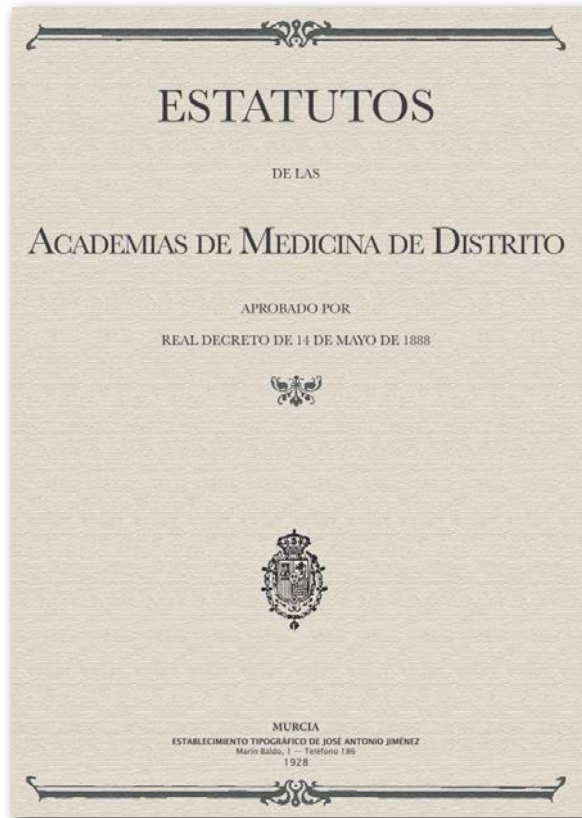 ESTATUTOS
DE LAS
ACADEMIAS DE MEDICINA DE DISTRITO
APROBADO POR
REAL DECRETO DE 14 DE MAYO DE 1888
MURCIA
ESTABLECIMIENTO TIPOGRÁFICO DE JOSÉ ANTONIO JIMÉNEZ
Marín-Baldo, 1 — Teléfono 186
1928